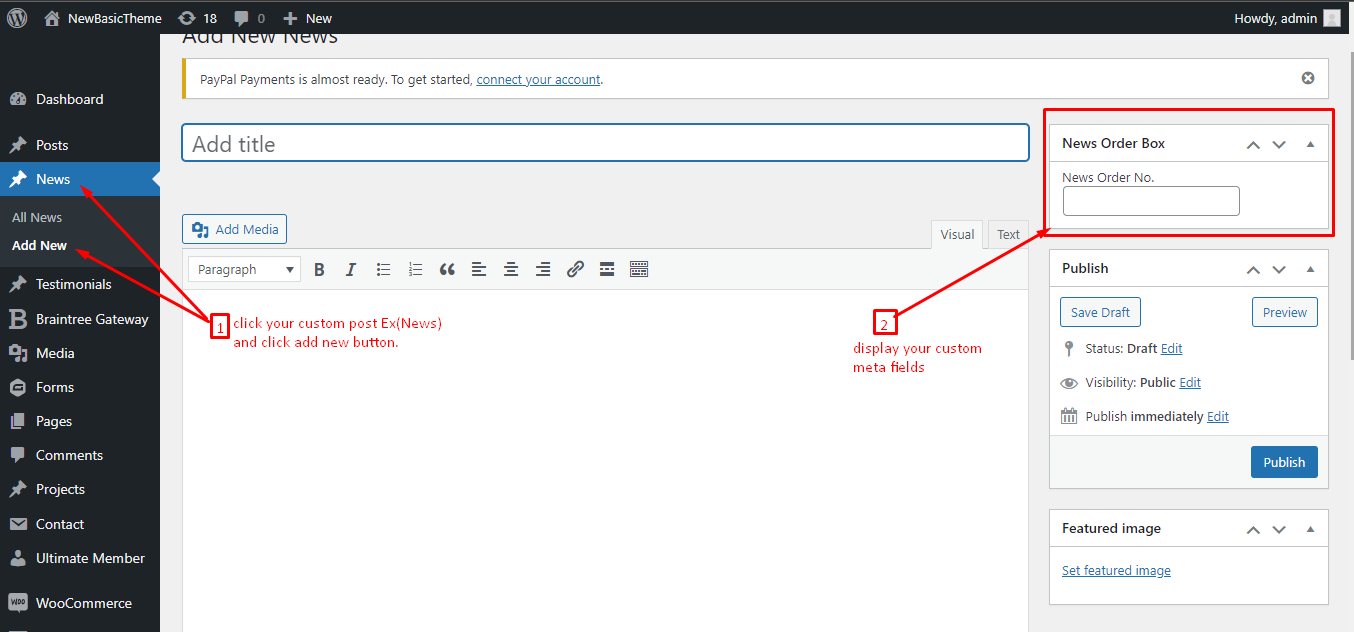 NewBasicTheme 18 0 New Howdy, admin
Add New News
PayPal Payments is almost ready. To get started, connect your account.
Dashboard
Posts
News
All News
Add New
Testimonials
Braintree Gateway
Media
Forms
Pages
Comments
Projects
Contact
Ultimate Member
WooCommerce
Add title
Add Media
Visual Text
Paragraph
1 click your custom post Ex(News)
and click add new button.
2
display your custom
meta fields
News Order Box
News Order No.
Publish
Save Draft Preview
Status: Draft Edit
Visibility: Public Edit
Publish immediately Edit
Publish
Featured image
Set featured image